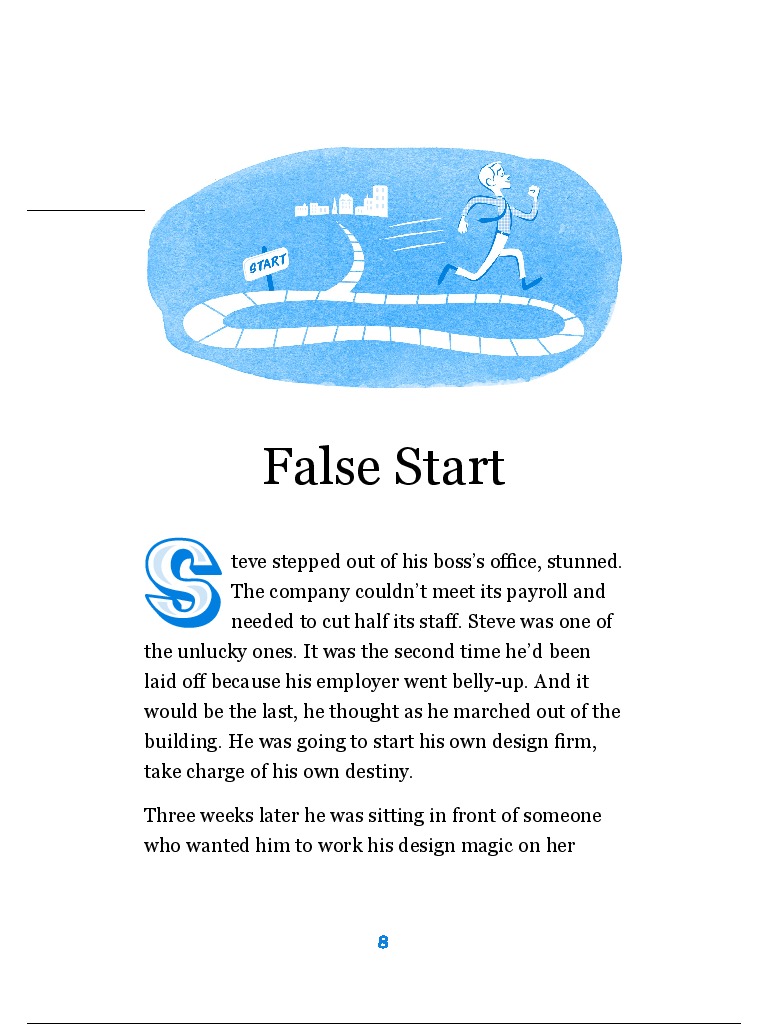 START
False Start
Steve stepped out of his boss’s office, stunned.
The company couldn’t meet its payroll and
needed to cut half its staff. Steve was one of
the unlucky ones. It was the second time he’d been
laid off because his employer went belly-up. And it
would be the last, he thought as he marched out of the
building. He was going to start his own design firm,
take charge of his own destiny.
Three weeks later he was sitting in front of someone
who wanted him to work his design magic on her
8